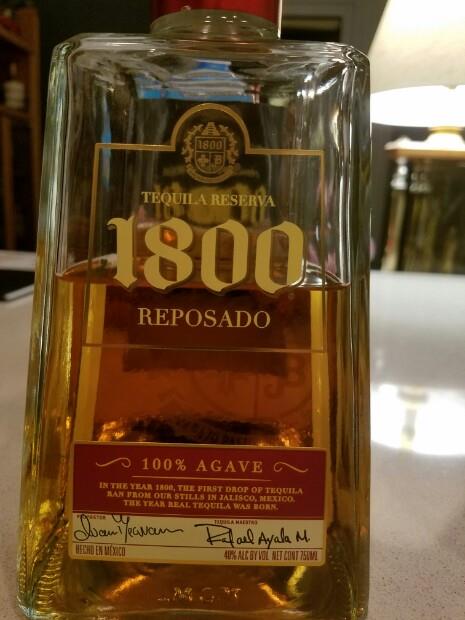 1800
TEQUILA RESERVA
1800
REPOSADO
100% AGAVE
IN THE YEAR 1800, THE FIRST DROP OF TEQUILA
RAN FROM OUR STILLS IN JALISCO, MEXICO.
THE YEAR REAL TEQUILA WAS BORN.
TEQUILA MAESTRO
Rafael Ayala M.
HECHO EN MÉXICO
40% ALC BY VOL NET CONT 750ML